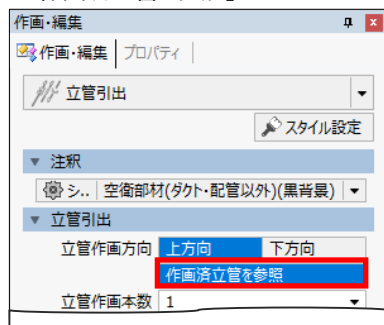 作画･編集
作画･編集 プロパティ
立管引出
スタイル設定
注釈
シ.. 空衛部材(ダクト･配管以外)(黒背景)
立管引出
立管作画方向 上方向 下方向
作画済立管を参照
立管作画本数 1